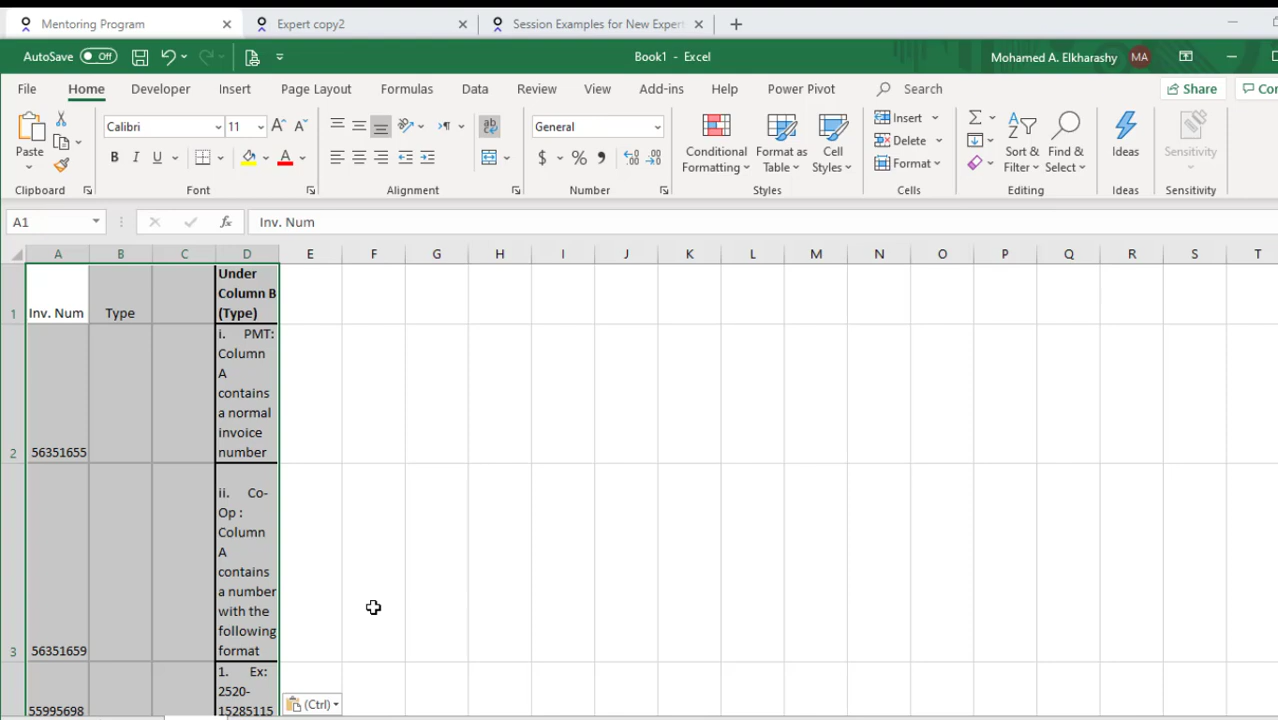 Mentoring Program
Expert copy2
Session Examples for New Expert
AutoSave Off
Book1 - Excel
Mohamed A. Elkharashy MA
File Home Developer Insert Page Layout Formulas Data Review View Add-ins Help Power Pivot Search Share Con
Paste
Clipboard
Calibri 11
B I U
Font
Alignment
General
$ % 9
Number
Conditional Formatting
Format as Table
Cell Styles
Styles
Insert
Delete
Format
Cells
Sort & Filter
Find & Select
Editing
Ideas
Ideas
Sensitivity
Sensitivity
A1
fx
Inv. Num
A B C D E F G H I J K L M N O P Q R S T
1
Inv. Num
Type
Under
Column B
(Type)
2
56351655
i. PMT:
Column
A
contains
a normal
invoice
number
3
56351659
ii. Co-
Op :
Column
A
contains
a number
with the
following
format
55995698
1. Ex:
2520-
15285115
(Ctrl)